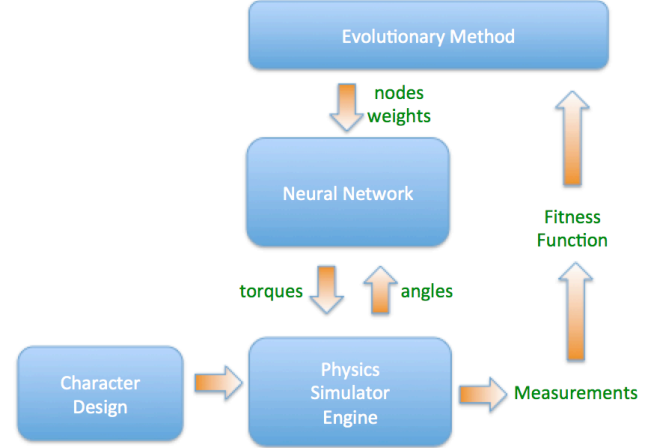 Evolutionary Method
nodes
weights
Neural Network
Fitness
Function
torques
angles
Character
Design
Physics
Simulator
Engine
Measurements